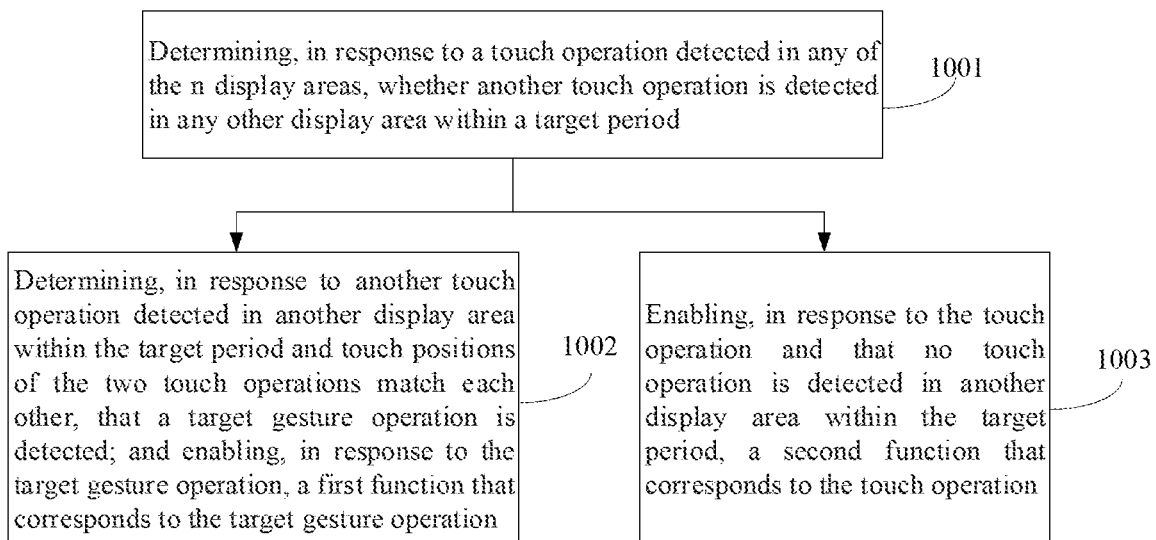 Determining, in response to a touch operation detected in any of
the n display areas, whether another touch operation is detected
in any other display area within a target period
1001
Determining, in response to another touch
operation detected in another display area
within the target period and touch positions
of the two touch operations match each
other, that a target gesture operation is
detected; and enabling, in response to the
target gesture operation, a first function that
corresponds to the target gesture operation
1002
Enabling, in response to the touch
operation and that no touch
operation is detected in another
display area within the target
period, a second function that
corresponds to the touch operation
1003